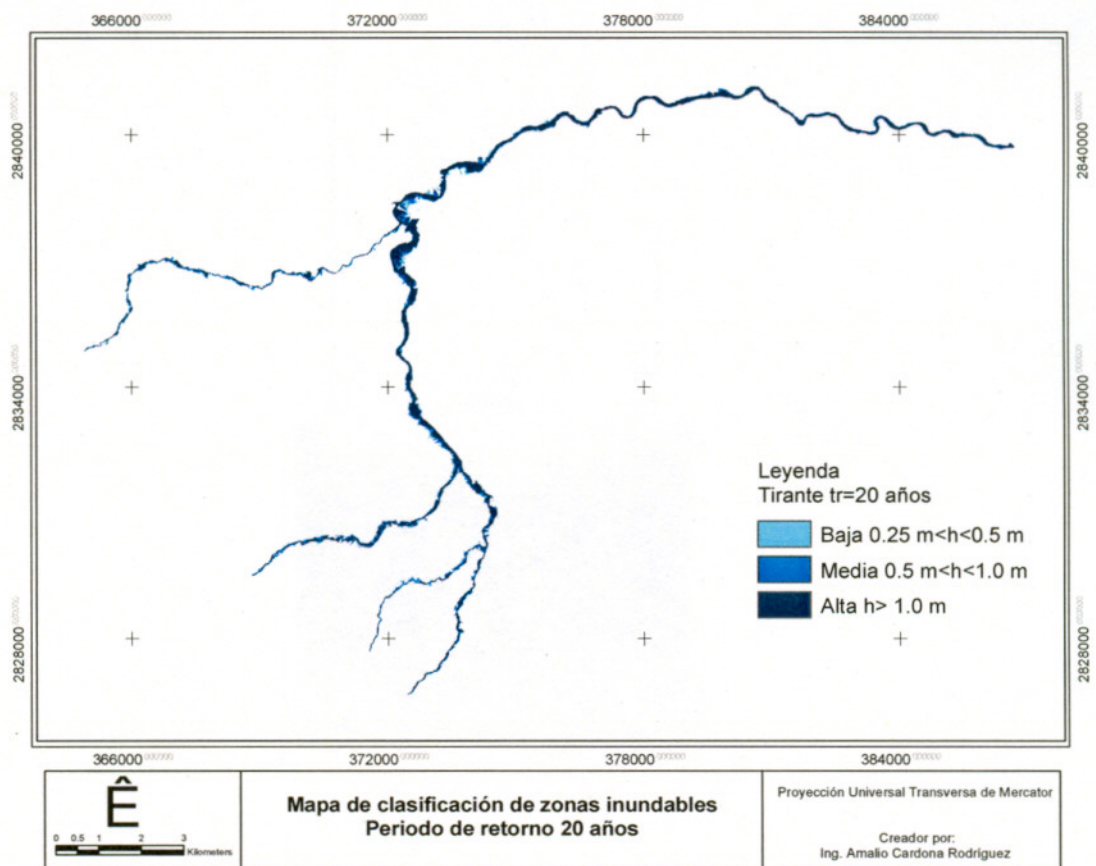 366000 372000 378000 384000
2840000 2840000
2834000 2834000
2828000 2828000
Leyenda
Tirante tr=20 años
Baja 0.25 m<h<0.5 m
Media 0.5 m<h<1.0 m
Alta h> 1.0 m
366000 372000 378000 384000
Ê
0 0.5 1 2 3
Kilometers
Mapa de clasificación de zonas inundables
Periodo de retorno 20 años
Proyección Universal Transversa de Mercator
Creador por:
Ing. Amalio Cardona Rodríguez